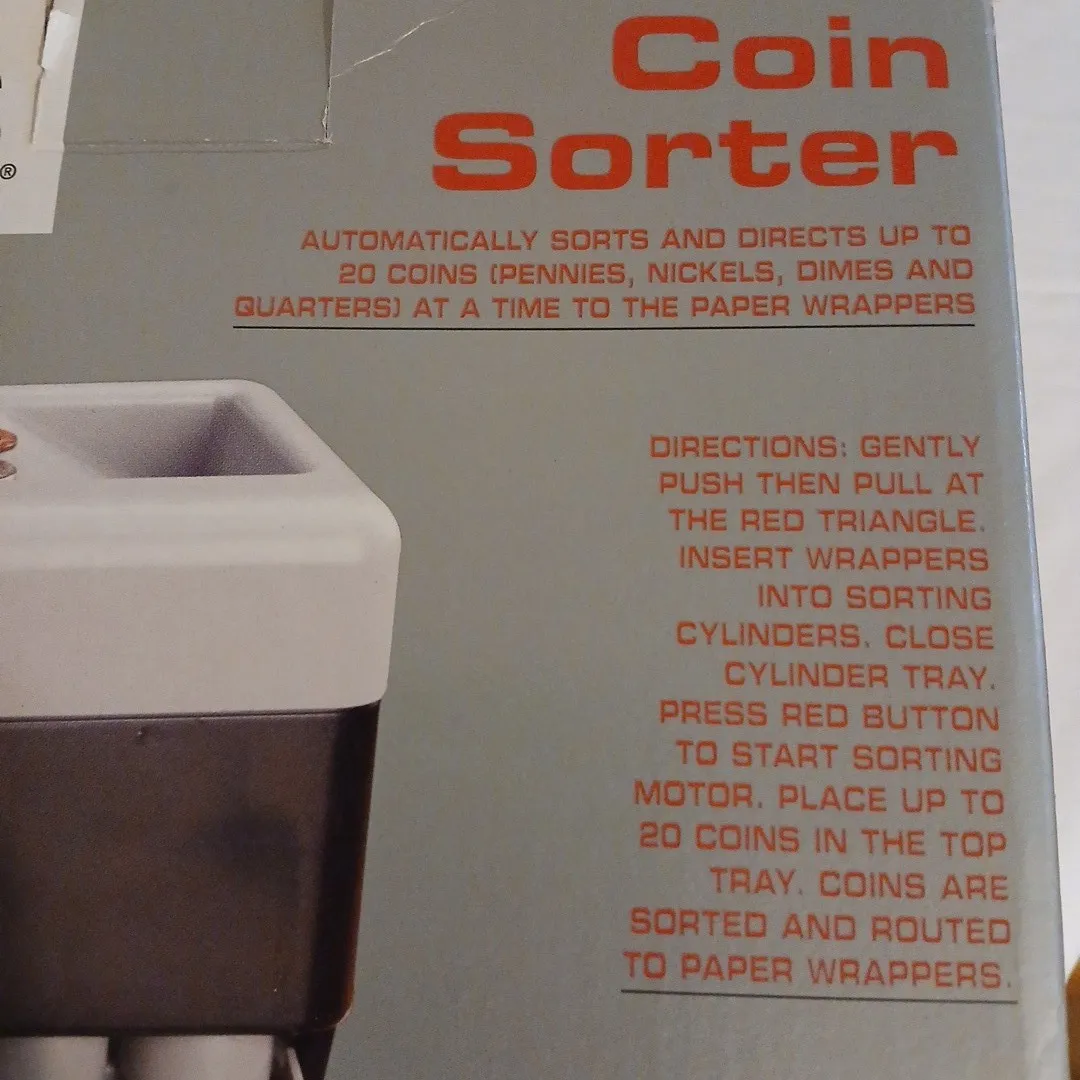 Coin
Sorter
®
AUTOMATICALLY SORTS AND DIRECTS UP TO
20 COINS (PENNIES, NICKELS, DIMES AND
QUARTERS) AT A TIME TO THE PAPER WRAPPERS
DIRECTIONS: GENTLY
PUSH THEN PULL AT
THE RED TRIANGLE.
INSERT WRAPPERS
INTO SORTING
CYLINDERS. CLOSE
CYLINDER TRAY.
PRESS RED BUTTON
TO START SORTING
MOTOR. PLACE UP TO
20 COINS IN THE TOP
TRAY. COINS ARE
SORTED AND ROUTED
TO PAPER WRAPPERS.